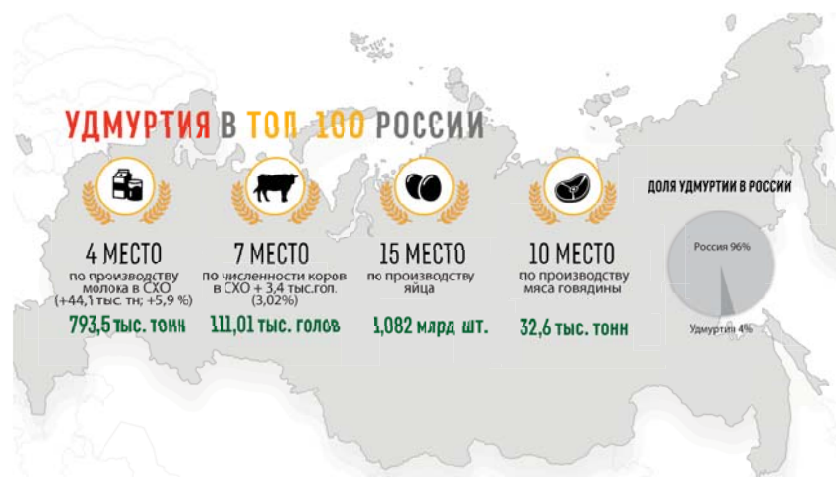 УДМУРТИЯ В ТОП 100 РОССИИ
4 МЕСТО
по производству
молока в СХО
(+44,1 тыс. тн; +5,9 %)
793,5 тыс. тонн
7 МЕСТО
по численности коров
в СХО + 3,4 тыс.гол.
(3,02%)
111,01 тыс. голов
15 МЕСТО
по производству
яйца
1,082 млрд шт.
10 МЕСТО
по производству
мяса говядины
32,6 тыс. тонн
ДОЛЯ УДМУРТИИ В РОССИИ
Россия 96%
Удмуртия 4%